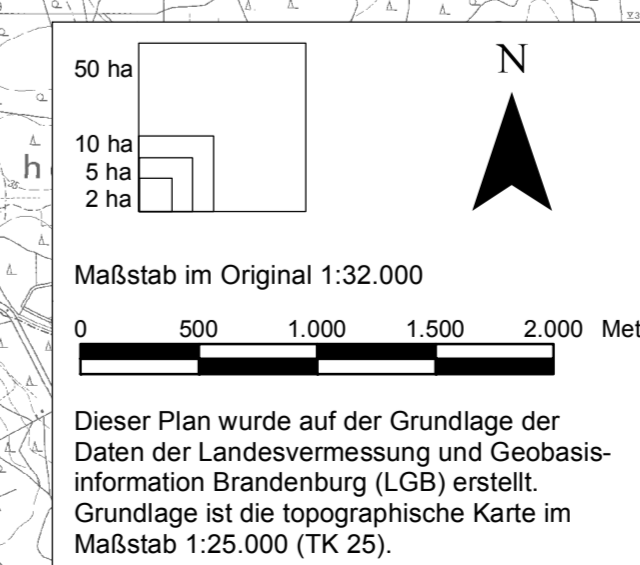 50 ha
10 ha
5 ha
2 ha
N
h
Maßstab im Original 1:32.000
0 500 1.000 1.500 2.000 Met
Dieser Plan wurde auf der Grundlage der
Daten der Landesvermessung und Geobasis-
information Brandenburg (LGB) erstellt.
Grundlage ist die topographische Karte im
Maßstab 1:25.000 (TK 25).